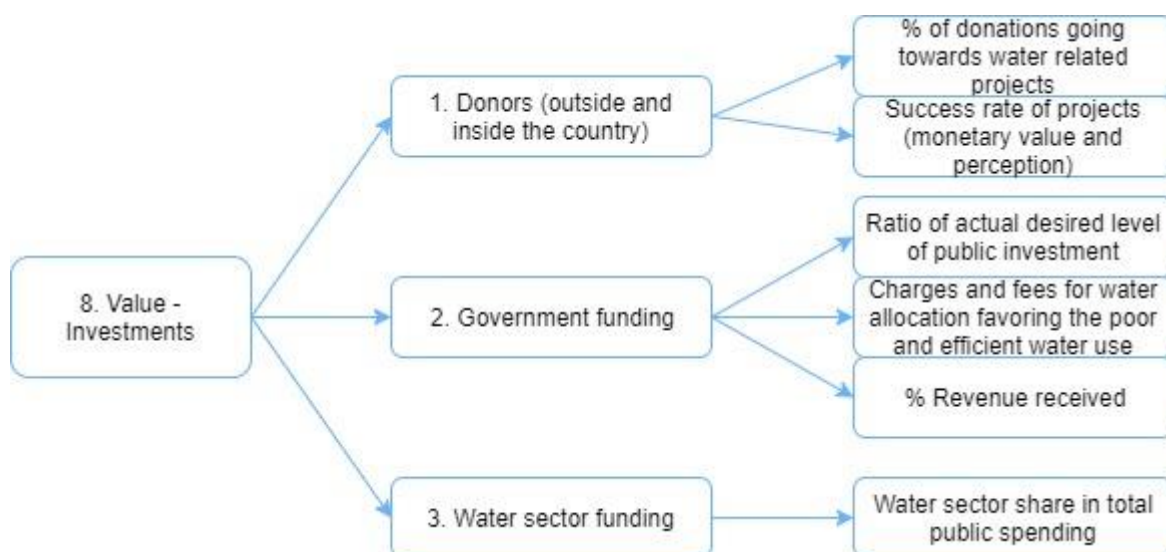 8. Value -
Investments
1. Donors (outside and
inside the country)
% of donations going
towards water related
projects
Success rate of projects
(monetary value and
perception)
2. Government funding
Ratio of actual desired level
of public investment
Charges and fees for water
allocation favoring the poor
and efficient water use
% Revenue received
3. Water sector funding
Water sector share in total
public spending